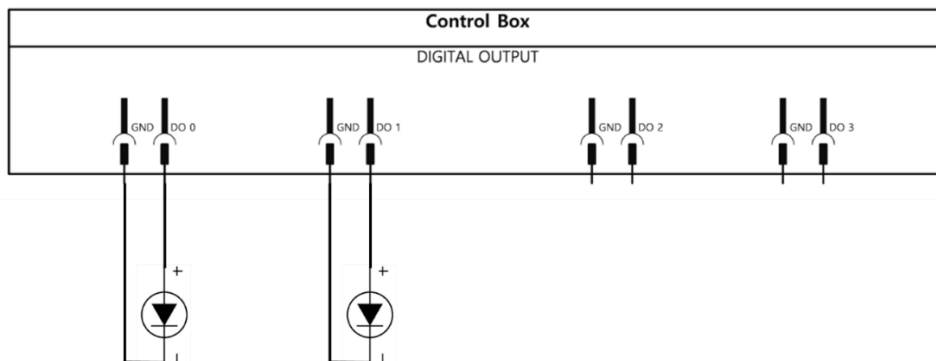 Control Box
DIGITAL OUTPUT
GND DO 0 GND DO 1 GND DO 2 GND DO 3
+ +